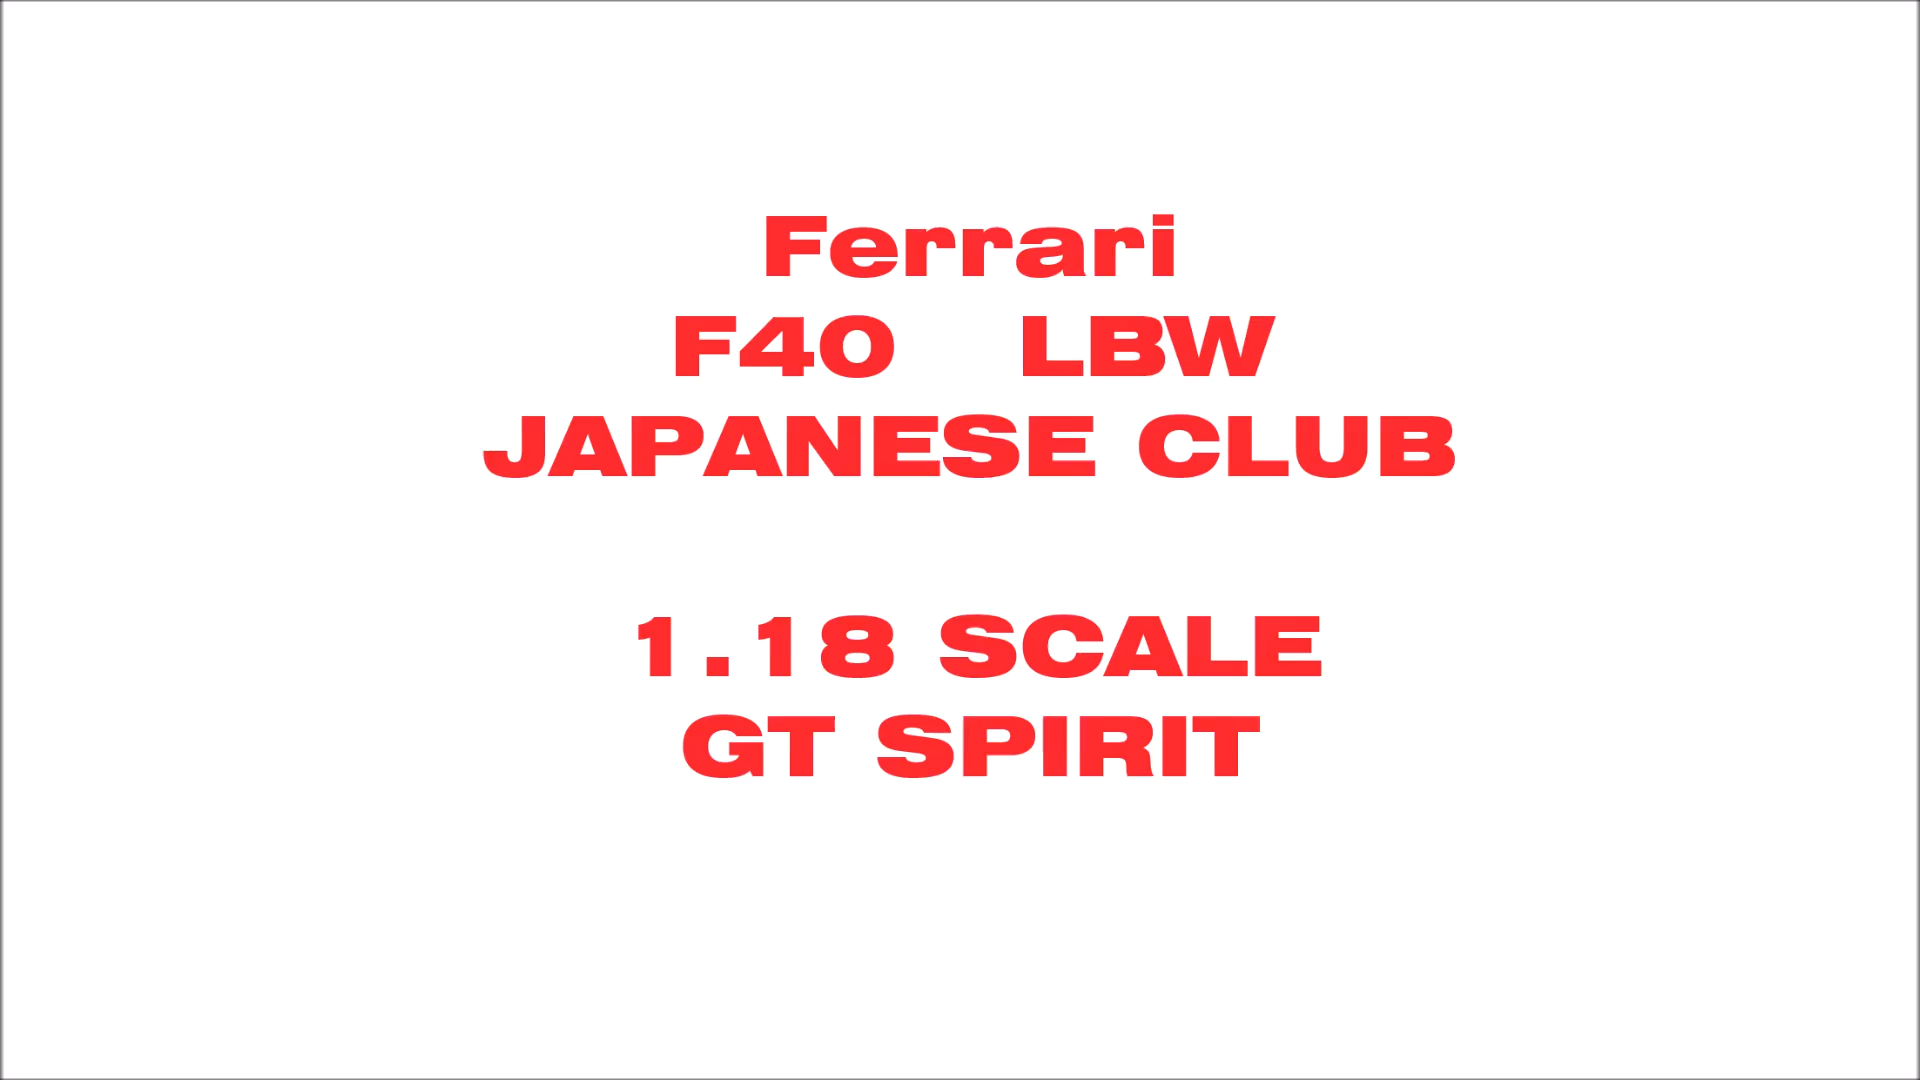 Ferrari
F40 LBW
JAPANESE CLUB
1.18 SCALE
GT SPIRIT